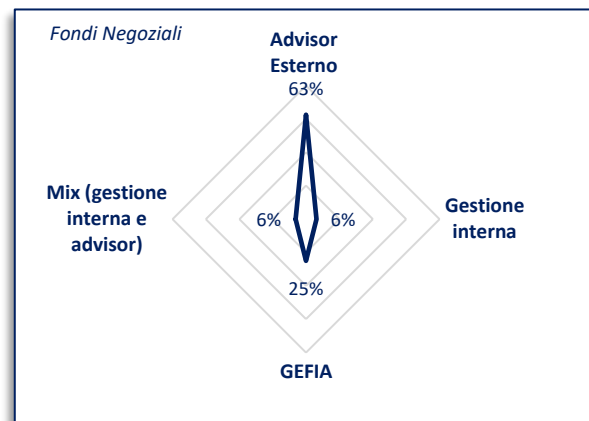 Fondi Negoziali
Advisor
Esterno
63%
Mix (gestione
interna e
advisor)
6%
6%
Gestione
interna
25%
GEFIA